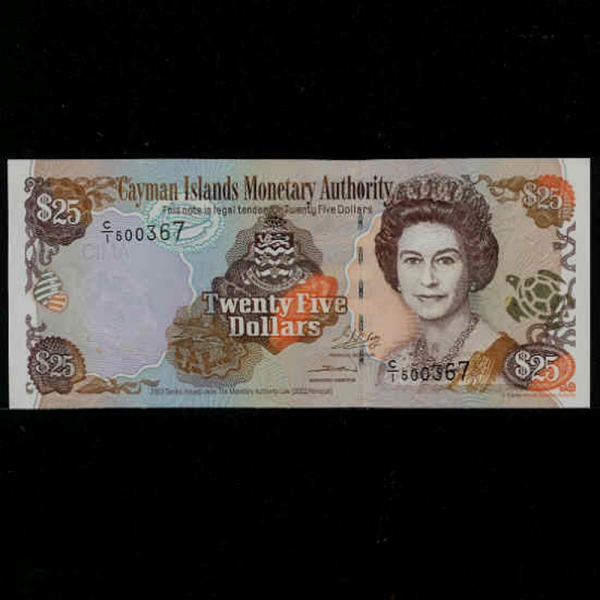 Cayman Islands Monetary Authority
$25
$25
This note is legal tender for Twenty Five Dollars
C/1 500367
CIMA
Twenty Five
Dollars
C/1 500367
$25
$25